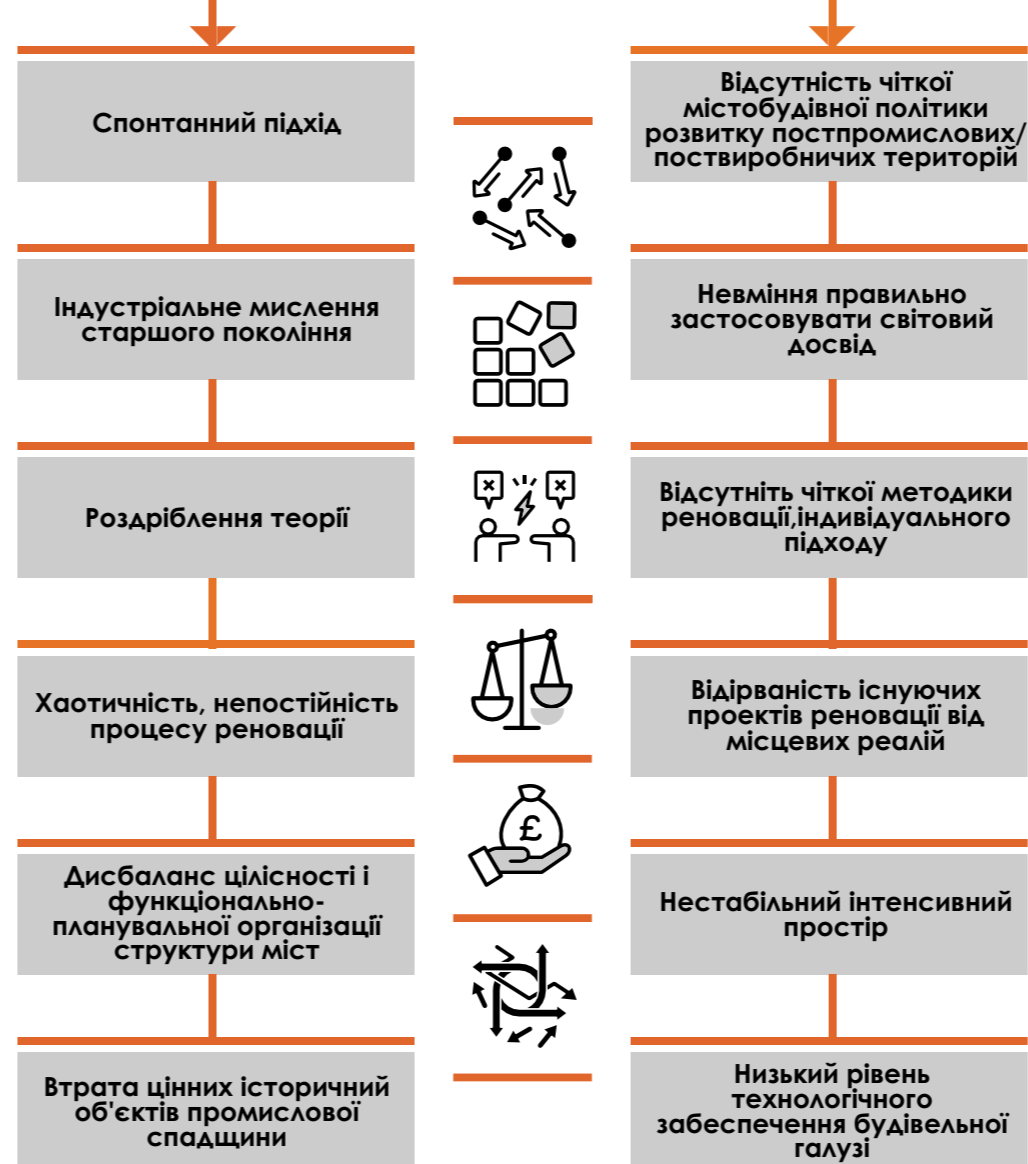 Спонтанний підхід
Відсутність чіткої
містобудівної політики
розвитку постпромислових/
поствиробничих територій
Індустріальне мислення
старшого покоління
Невміння правильно
застосовувати світовий
досвід
Роздріблення теорії
Відсутніть чіткої методики
реновації,індивідуального
підходу
Хаотичність, непостійність
процесу реновації
Відірваність існуючих
проектів реновації від
місцевих реалій
£
Дисбаланс цілісності і
функціонально-
планувальної організації
структури міст
Нестабільний інтенсивний
простір
Втрата цінних історичний
об'єктів промислової
спадщини
Низький рівень
технологічного
забеспечення будівельної
галузі